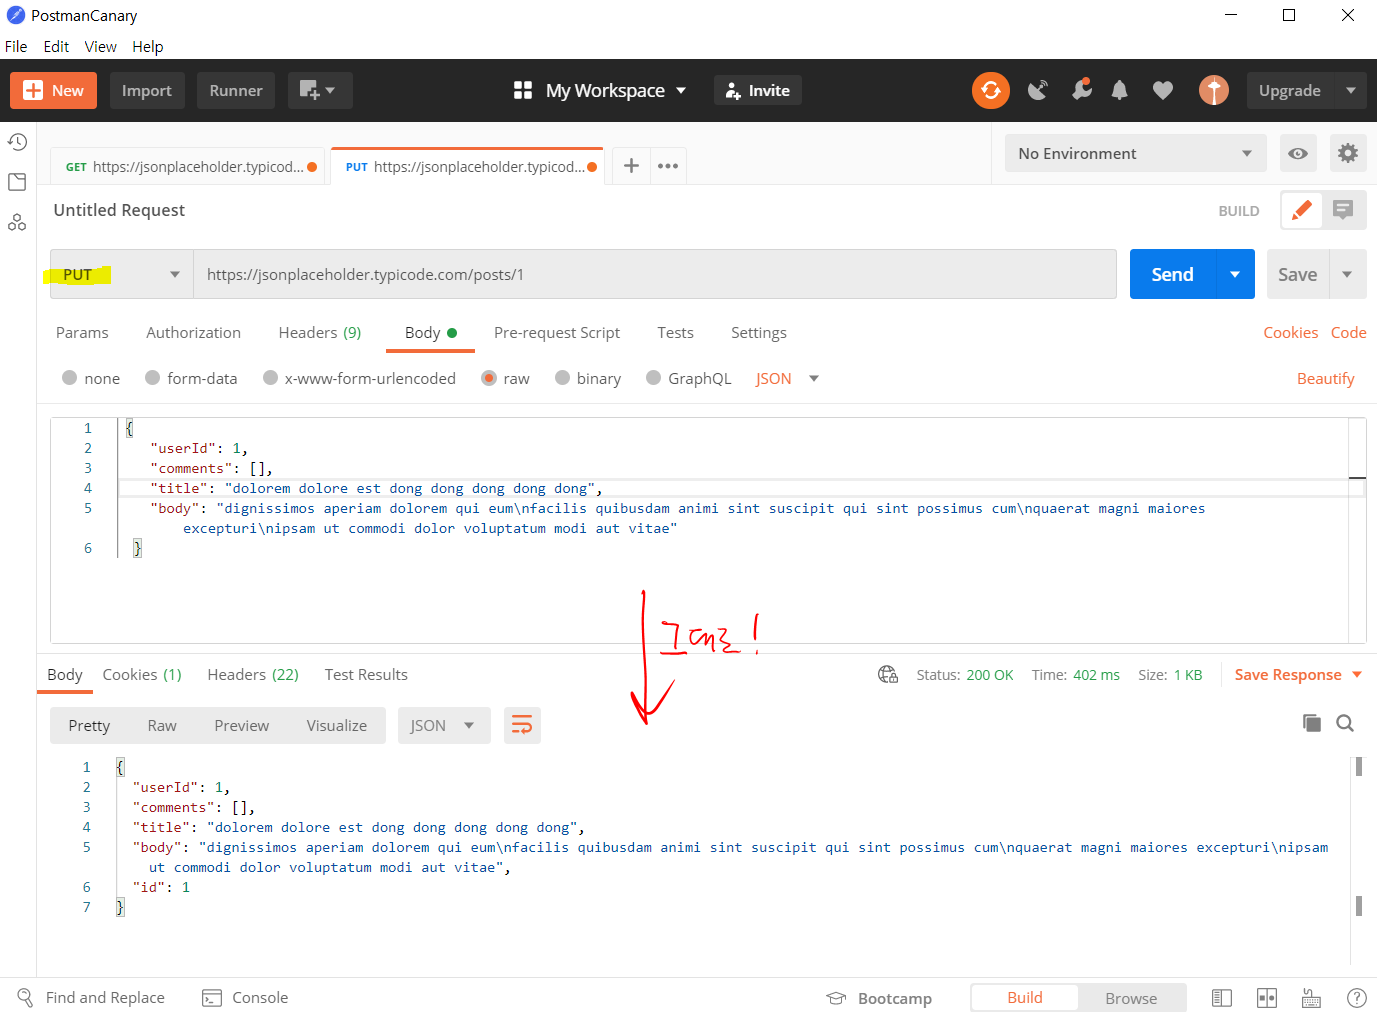 PostmanCanary
File Edit View Help
New Import Runner My Workspace Invite Upgrade
GET https://jsonplaceholder.typicod... PUT https://jsonplaceholder.typicod... No Environment
Untitled Request BUILD
PUT https://jsonplaceholder.typicode.com/posts/1 Send Save
Params Authorization Headers (9) Body Pre-request Script Tests Settings Cookies Code
none form-data x-www-form-urlencoded raw binary GraphQL JSON Beautify
1 {
2 "userId": 1,
3 "comments": [],
4 "title": "dolorem dolore est dong dong dong dong dong",
5 "body": "dignissimos aperiam dolorem qui eum\nfacilis quibusdam animi sint suscipit qui sint possimus cum\nquaerat magni maiores
excepturi\nipsam ut commodi dolor voluptatum modi aut vitae"
6 }
그대로!
Body Cookies (1) Headers (22) Test Results Status: 200 OK Time: 402 ms Size: 1 KB Save Response
Pretty Raw Preview Visualize JSON
1 {
2 "userId": 1,
3 "comments": [],
4 "title": "dolorem dolore est dong dong dong dong dong",
5 "body": "dignissimos aperiam dolorem qui eum\nfacilis quibusdam animi sint suscipit qui sint possimus cum\nquaerat magni maiores excepturi\nipsam
ut commodi dolor voluptatum modi aut vitae",
6 "id": 1
7 }
Find and Replace Console Bootcamp Build Browse